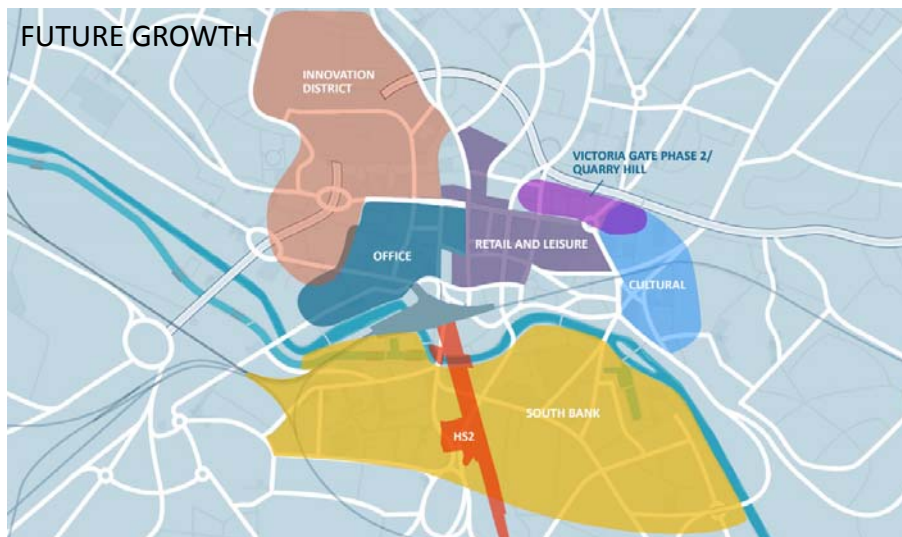 FUTURE GROWTH
INNOVATION
DISTRICT
VICTORIA GATE PHASE 2/
QUARRY HILL
RETAIL AND LEISURE
OFFICE
CULTURAL
SOUTH BANK
HS2